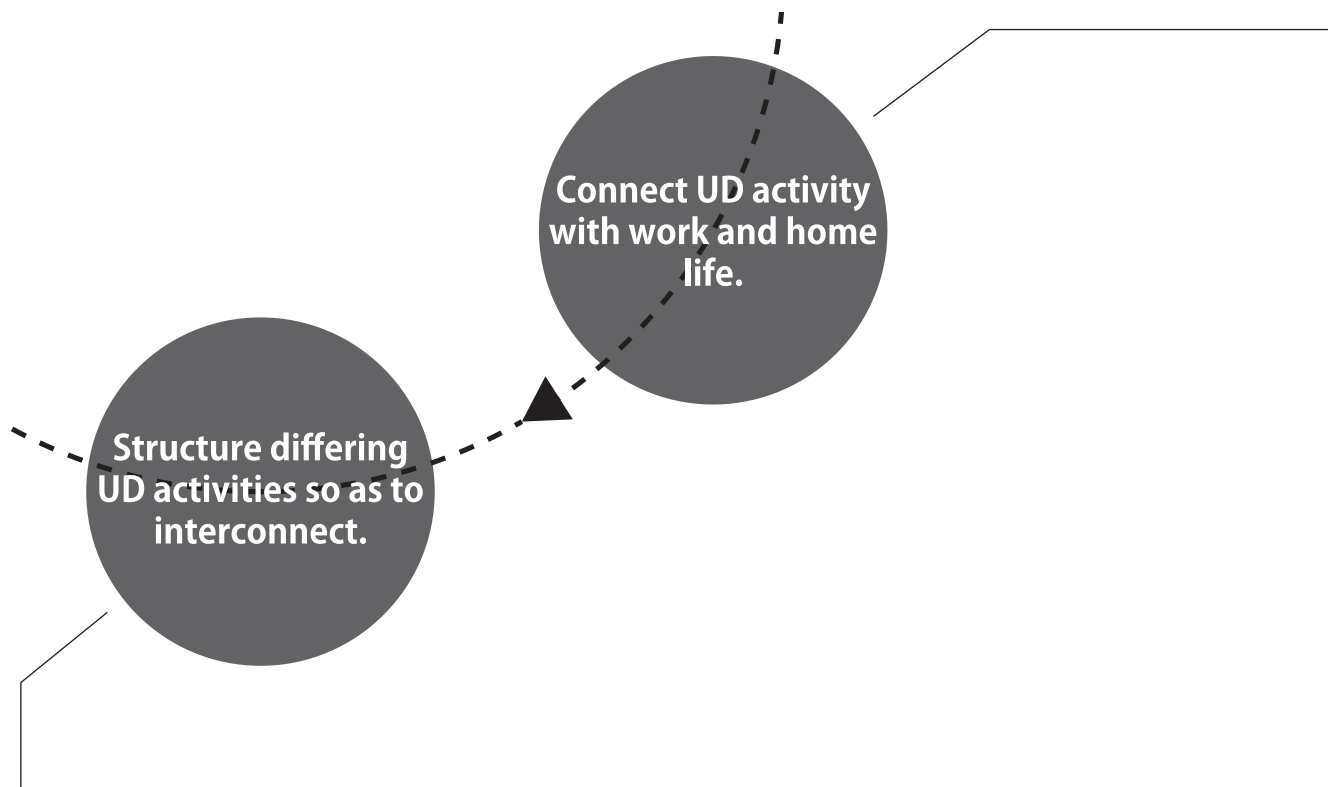 Connect UD activity
with work and home
life.
Structure differing
UD activities so as to
interconnect.